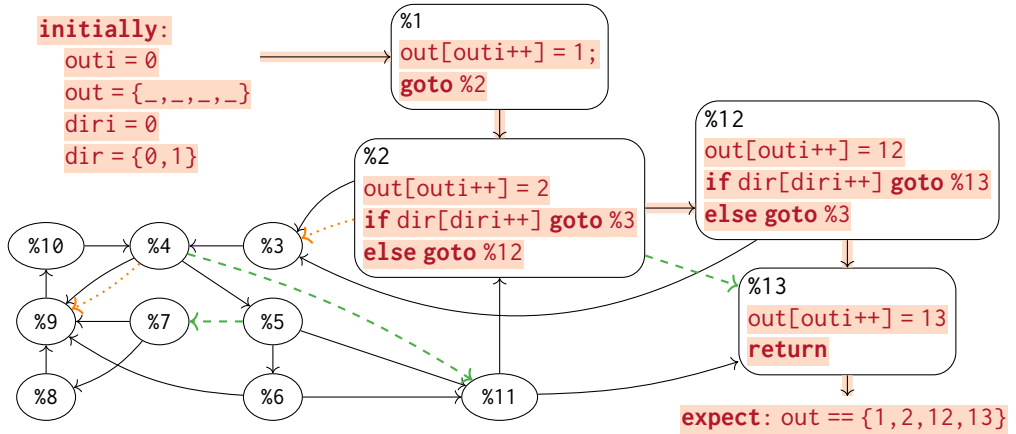 initially:
outi = 0
out = {_,_,_,_}
diri = 0
dir = {0,1}
%1
out[outi++] = 1;
goto %2
%2
out[outi++] = 2
if dir[diri++] goto %3
else goto %12
%12
out[outi++] = 12
if dir[diri++] goto %13
else goto %3
%10
%4
%3
%13
out[outi++] = 13
return
%9
%7
%5
%8
%6
%11
expect: out == {1,2,12,13}